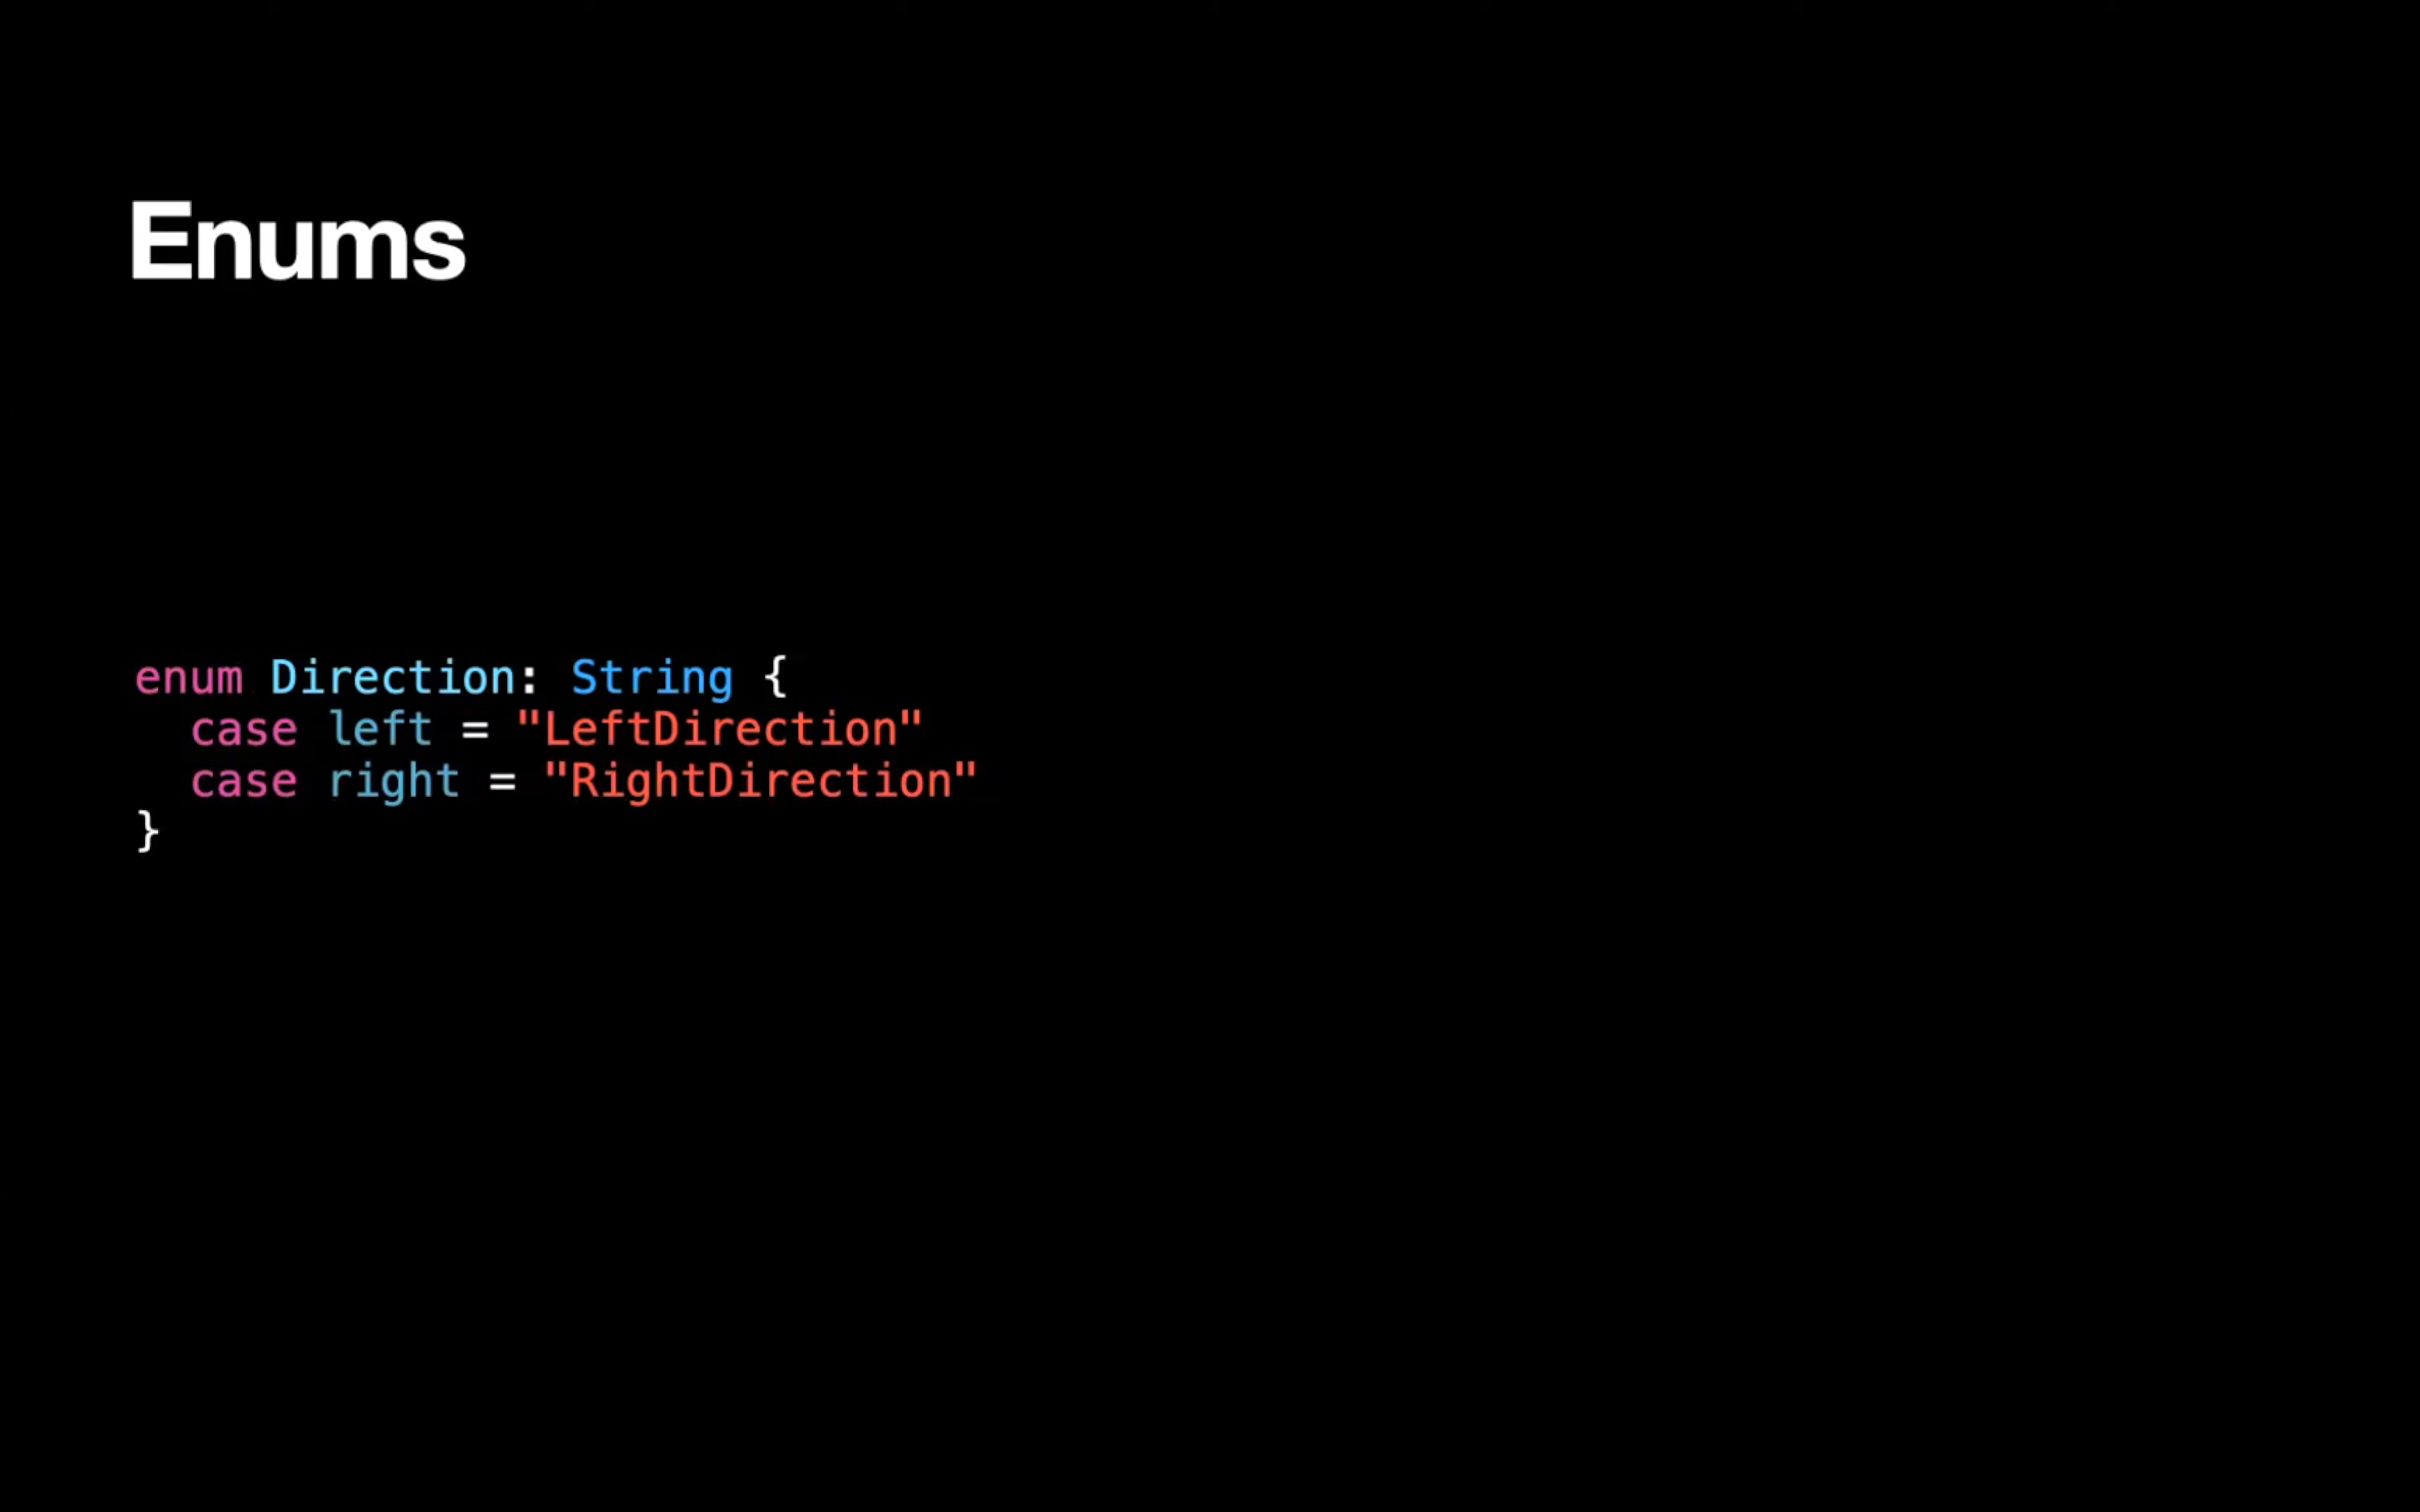 Enums
enum Direction: String {
  case left = "LeftDirection"
  case right = "RightDirection"
}